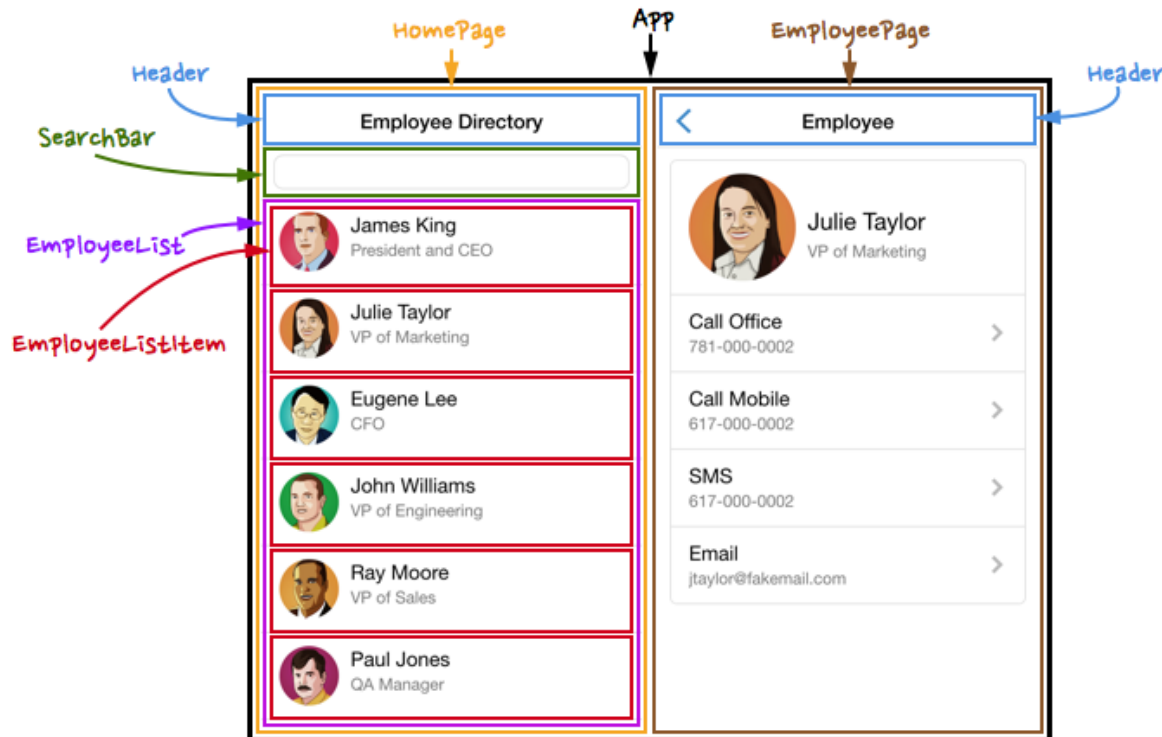 App
HomePage
EmployeePage
Header
Header
SearchBar
EmployeeList
EmployeeListItem
Employee Directory
James King
President and CEO
Julie Taylor
VP of Marketing
Eugene Lee
CFO
John Williams
VP of Engineering
Ray Moore
VP of Sales
Paul Jones
QA Manager
Employee
Julie Taylor
VP of Marketing
Call Office
781-000-0002
Call Mobile
617-000-0002
SMS
617-000-0002
Email
jtaylor@fakemail.com